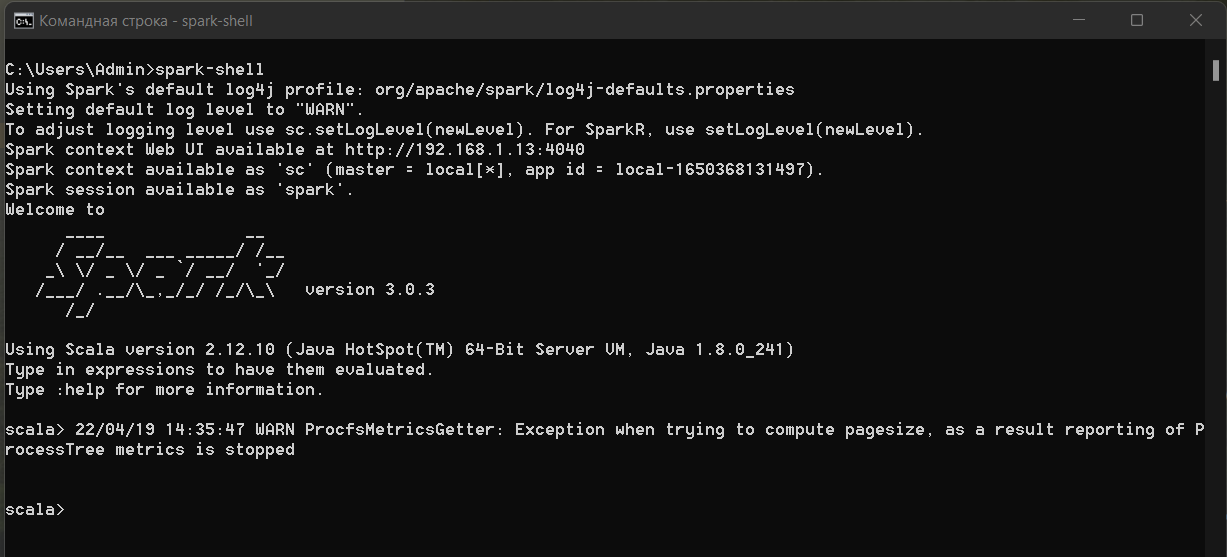 Командная строка - spark-shell
C:\Users\Admin>spark-shell
Using Spark's default log4j profile: org/apache/spark/log4j-defaults.properties
Setting default log level to "WARN".
To adjust logging level use sc.setLogLevel(newLevel). For SparkR, use setLogLevel(newLevel).
Spark context Web UI available at http://192.168.1.13:4040
Spark context available as 'sc' (master = local[*], app id = local-1650368131497).
Spark session available as 'spark'.
Welcome to
      ____              __
     / __/__  ___ _____/ /__
    _\ \/ _ \/ _ `/ __/  '_/
   /___/ .__/\_,_/_/ /_/\_\   version 3.0.3
      /_/
Using Scala version 2.12.10 (Java HotSpot(TM) 64-Bit Server VM, Java 1.8.0_241)
Type in expressions to have them evaluated.
Type :help for more information.
scala> 22/04/19 14:35:47 WARN ProcfsMetricsGetter: Exception when trying to compute pagesize, as a result reporting of P
rocessTree metrics is stopped
scala>